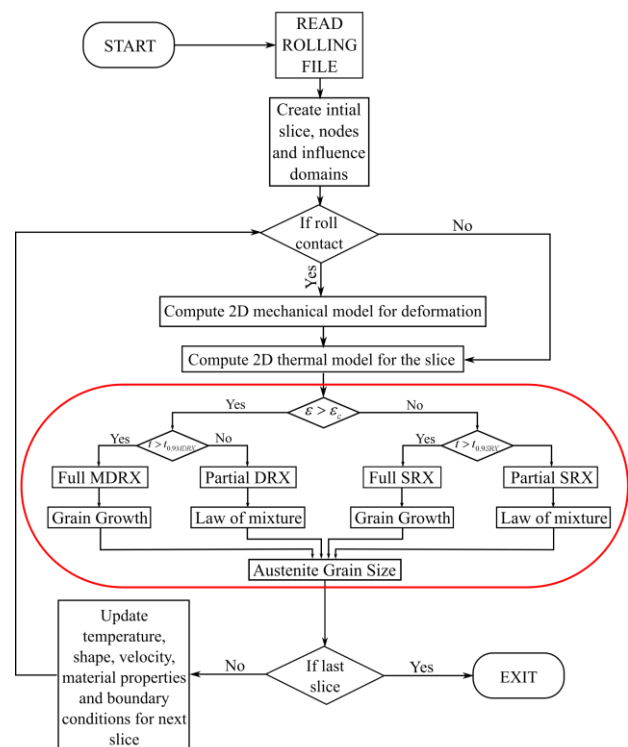 START
READ
ROLLING
FILE
Create intial
slice, nodes
and influence
domains
If roll
contact
No
Yes
Compute 2D mechanical model for deformation
Compute 2D thermal model for the slice
Yes
ε > ε_c
No
Yes
t > t_0.9MDRX
No
Yes
t > t_0.9SRX
No
Full MDRX
Partial DRX
Full SRX
Partial SRX
Grain Growth
Law of mixture
Grain Growth
Law of mixture
Austenite Grain Size
Update
temperature,
shape, velocity,
material properties
and boundary
conditions for next
slice
No
If last
slice
Yes
EXIT